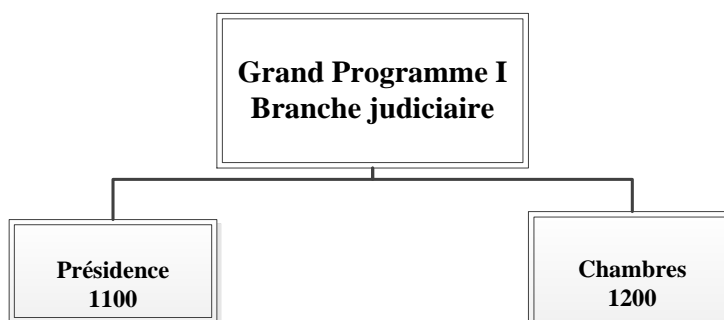 Grand Programme I
Branche judiciaire
Présidence
1100
Chambres
1200